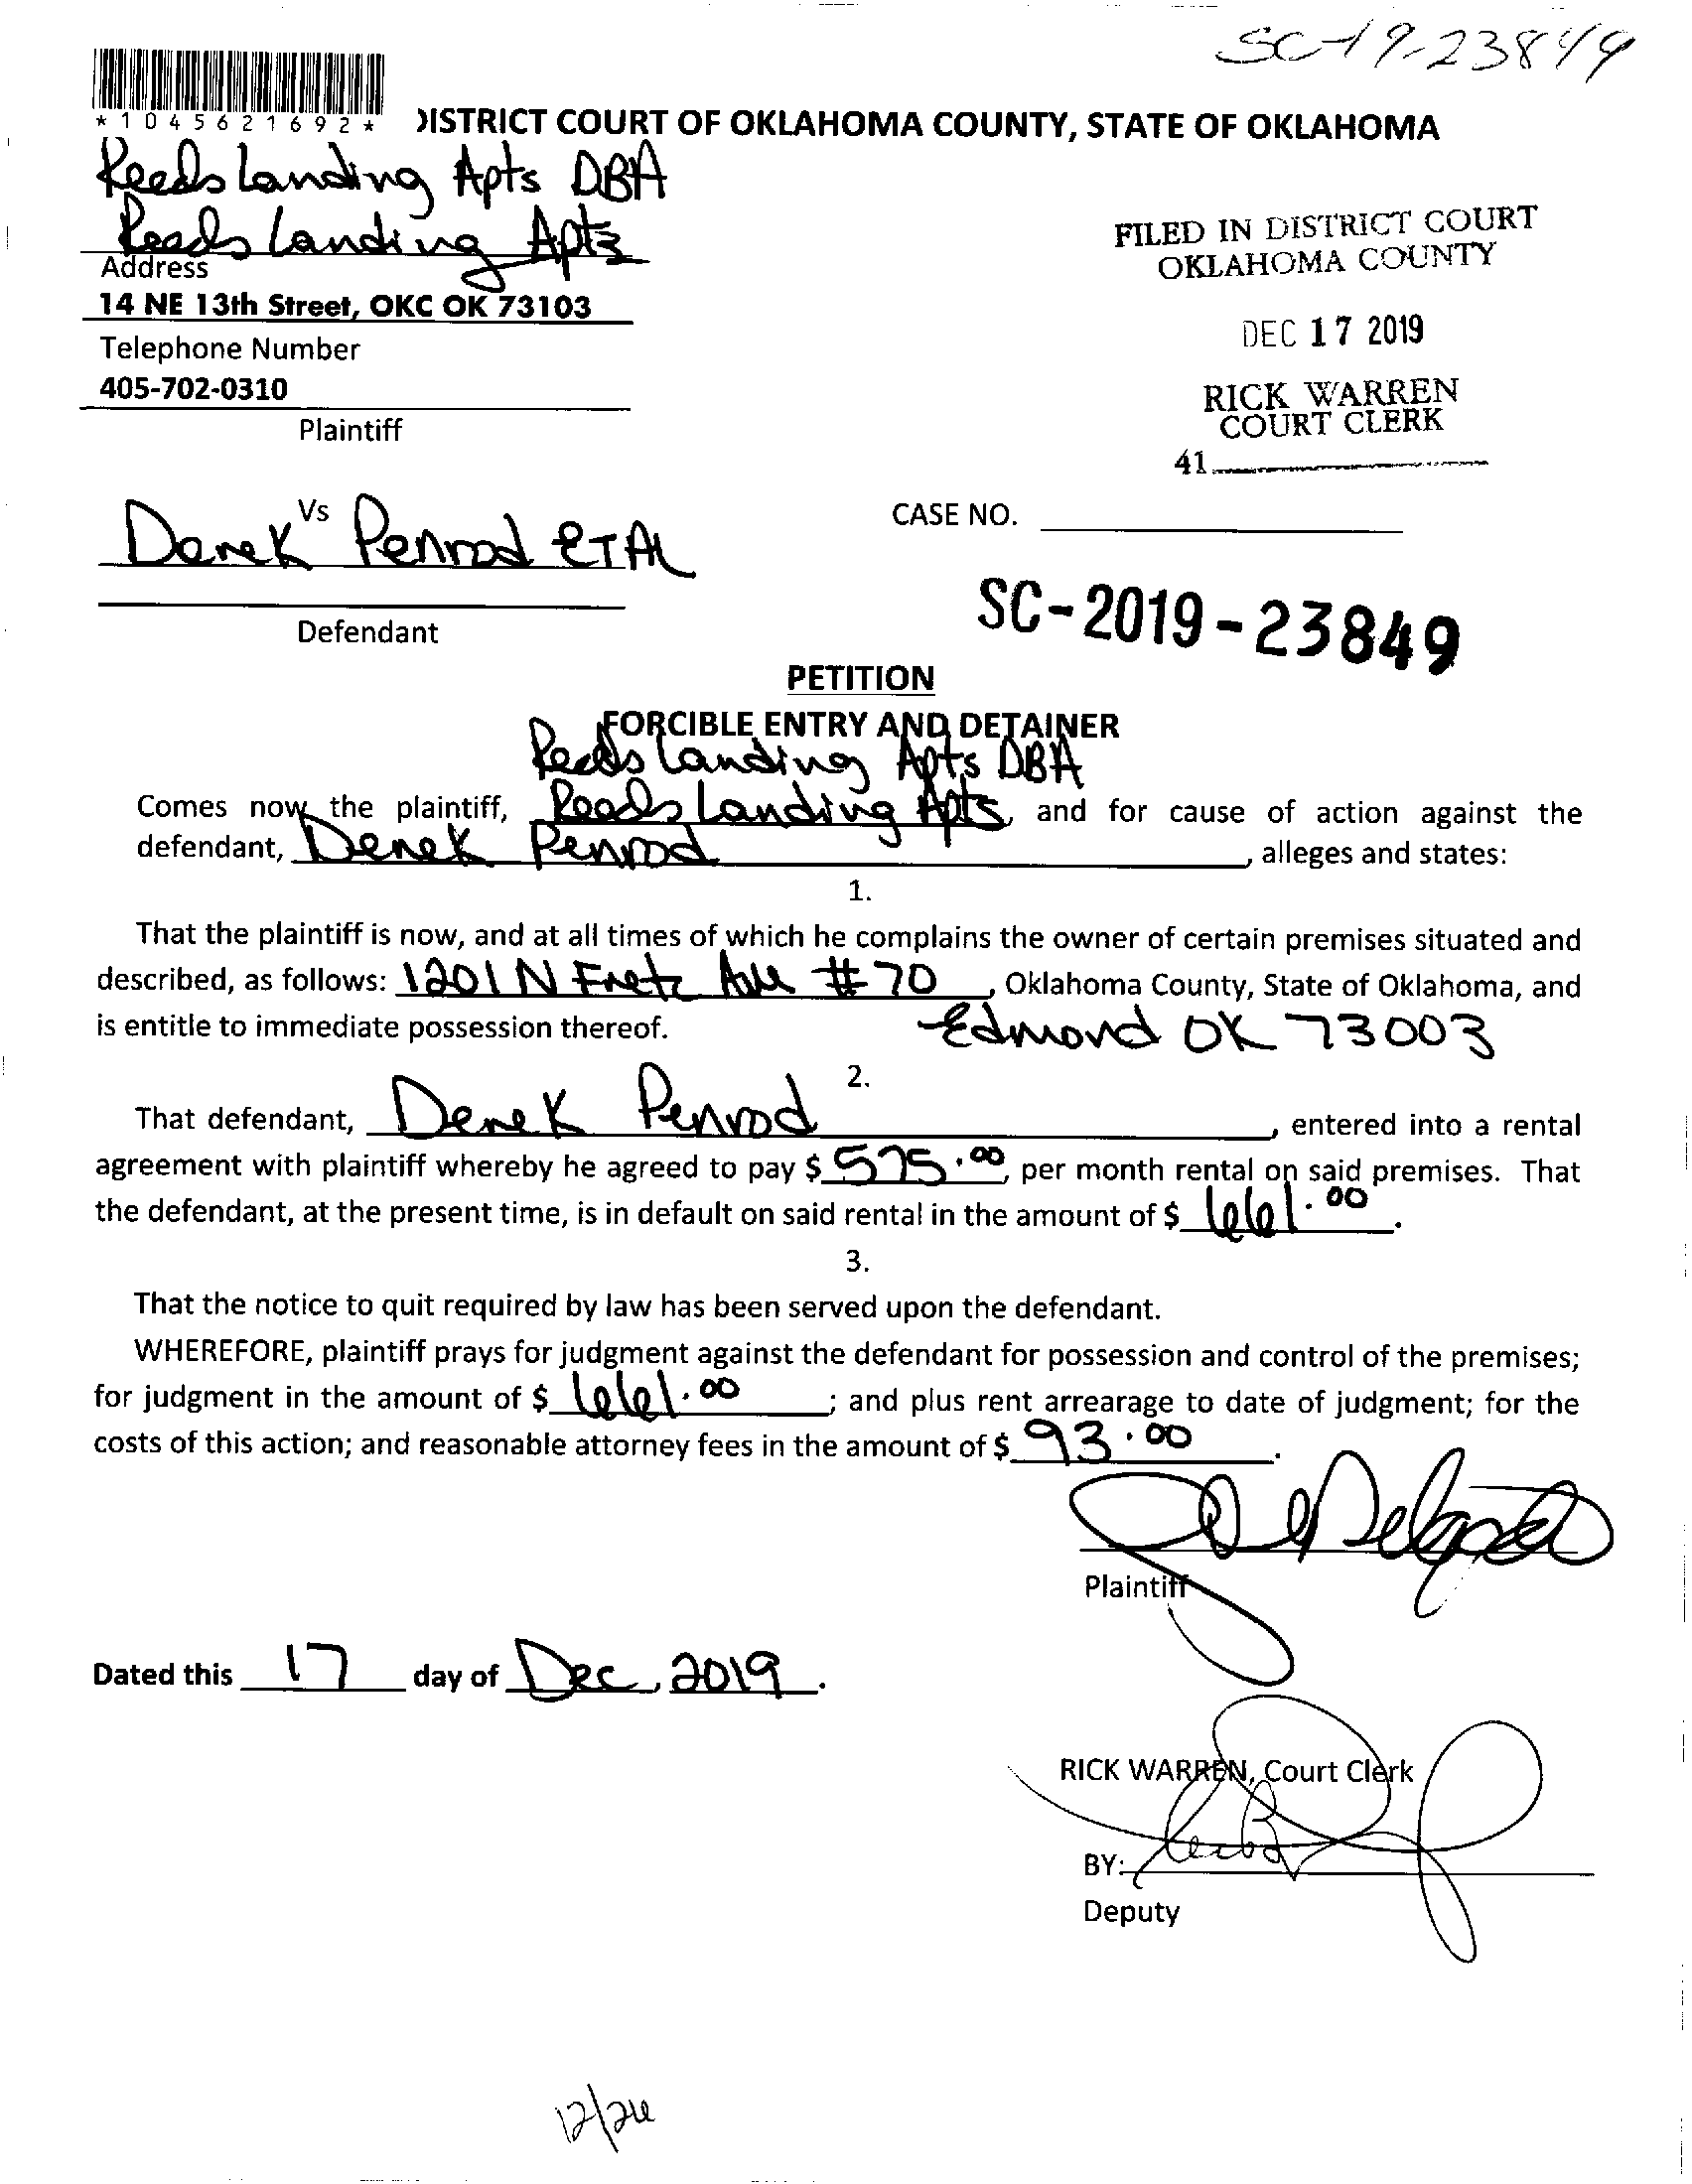 SC-19-23849
*1045621692*
DISTRICT COURT OF OKLAHOMA COUNTY, STATE OF OKLAHOMA
Reeds Landing Apts DBA
Reeds Landing Apts
Address
14 NE 13th Street, OKC OK 73103
Telephone Number
405-702-0310
Plaintiff
FILED IN DISTRICT COURT
OKLAHOMA COUNTY
DEC 17 2019
RICK WARREN
COURT CLERK
41
Vs
Derek Penrod ETAL
Defendant
CASE NO.
SC-2019-23849
PETITION
FORCIBLE ENTRY AND DETAINER
Reeds Landing Apts DBA
Comes now the plaintiff, Reeds Landing Apts, and for cause of action against the
defendant, Derek Penrod, alleges and states:
1.
That the plaintiff is now, and at all times of which he complains the owner of certain premises situated and
described, as follows: 1201 N Fretz Ave #70, Oklahoma County, State of Oklahoma, and
is entitle to immediate possession thereof. Edmond OK 73003
2.
That defendant, Derek Penrod, entered into a rental
agreement with plaintiff whereby he agreed to pay $ 575.00, per month rental on said premises. That
the defendant, at the present time, is in default on said rental in the amount of $ 661.00.
3.
That the notice to quit required by law has been served upon the defendant.
WHEREFORE, plaintiff prays for judgment against the defendant for possession and control of the premises;
for judgment in the amount of $ 661.00; and plus rent arrearage to date of judgment; for the
costs of this action; and reasonable attorney fees in the amount of $ 93.00.
Plaintiff
Dated this 17 day of Dec, 2019.
RICK WARREN, Court Clerk
BY:
Deputy